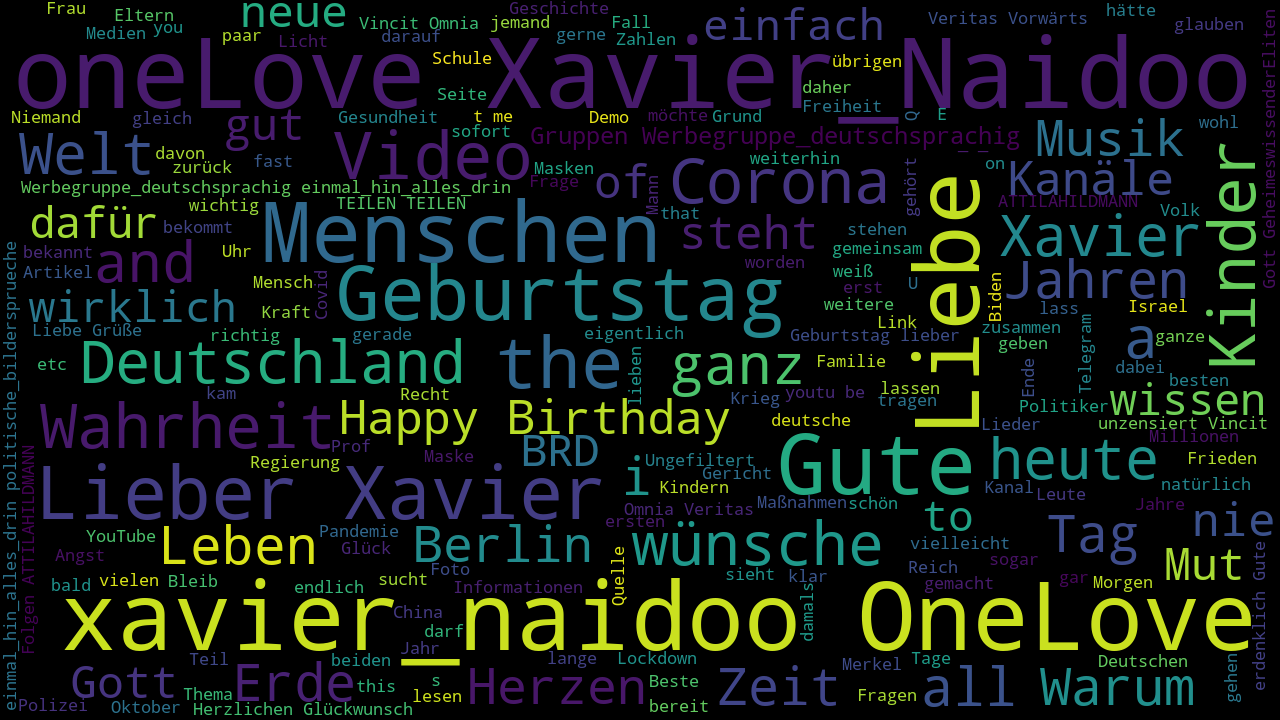 Frau Eltern neue Vincit Omnia jemand Geschichte Fall einfach Veritas Vorwärts hätte
Medien you paar Licht darauf gerne Zahlen glauben
oneLove Xavier_Naidoo
Schule übrigen
Seite daher
Niemand gleich gut Gesundheit t me Demo möchte Grund Freiheit Q E wohl
sofort
Welt davon Video Gruppen Werbegruppe_deutschsprachig Musik
zurück fast Masken weiterhin on
Werbegruppe_deutschsprachig einmal_hin_alles_drin Frage of Mann Corona gehört Kanäle
wichtig TEILEN TEILEN that ATTILAHILDMANN Volk
dafür bekommt Menschen steht stehen Liebe Xavier Kinder
bekannt and Uhr gemeinsam
Artikel Mensch Covid worden weiß erst U Biden Jahren
wirklich Kraft Geburtstag weitere lass Israel
Liebe Grüße richtig gerade eigentlich Geburtstag lieber Link zusammen
etc Deutschland the lieben ganz Familie geben Telegram a ganze
kam Recht Krieg youtu be lassen Ende dabei besten
tragen
Wahrheit Happy Birthday deutsche Politiker wissen
Lieder unzensiert Vincit
Prof Maske BRD Gute heute Millionen
Regierung Ungefiltert Frieden
Lieber Xavier i Gericht Kindern Kanal Leute natürlich
Omnia Veritas Maßnahmen schön Jahre
ersten to
YouTube Pandemie Berlin wünsche Tag nie
Angst Leben Glück vielleicht
Foto Reich sogar Mut
bald vielen Bleib endlich sucht Informationen Quelle sieht klar gemacht gar Morgen
xavier_naidoo OneLove
China damals
darf
Jahr
Teil beiden lange Lockdown Merkel Tage Deutschen
Gott Erde this s Herzen Beste Zeit all Warum gehen
Thema lesen Fragen
Polizei Oktober Herzlichen Glückwunsch bereit
einmal_hin_alles_drin politische_bildersprueche
Folgen ATTILAHILDMANN
Gott GeheimeswissenderEliten
erdenklich Gute